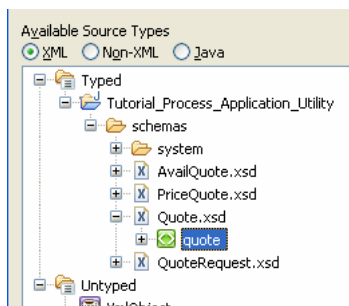 Available Source Types
XML Non-XML Java
Typed
Tutorial_Process_Application_Utility
schemas
system
AvailQuote.xsd
PriceQuote.xsd
Quote.xsd
quote
QuoteRequest.xsd
Untyped
XmlObject